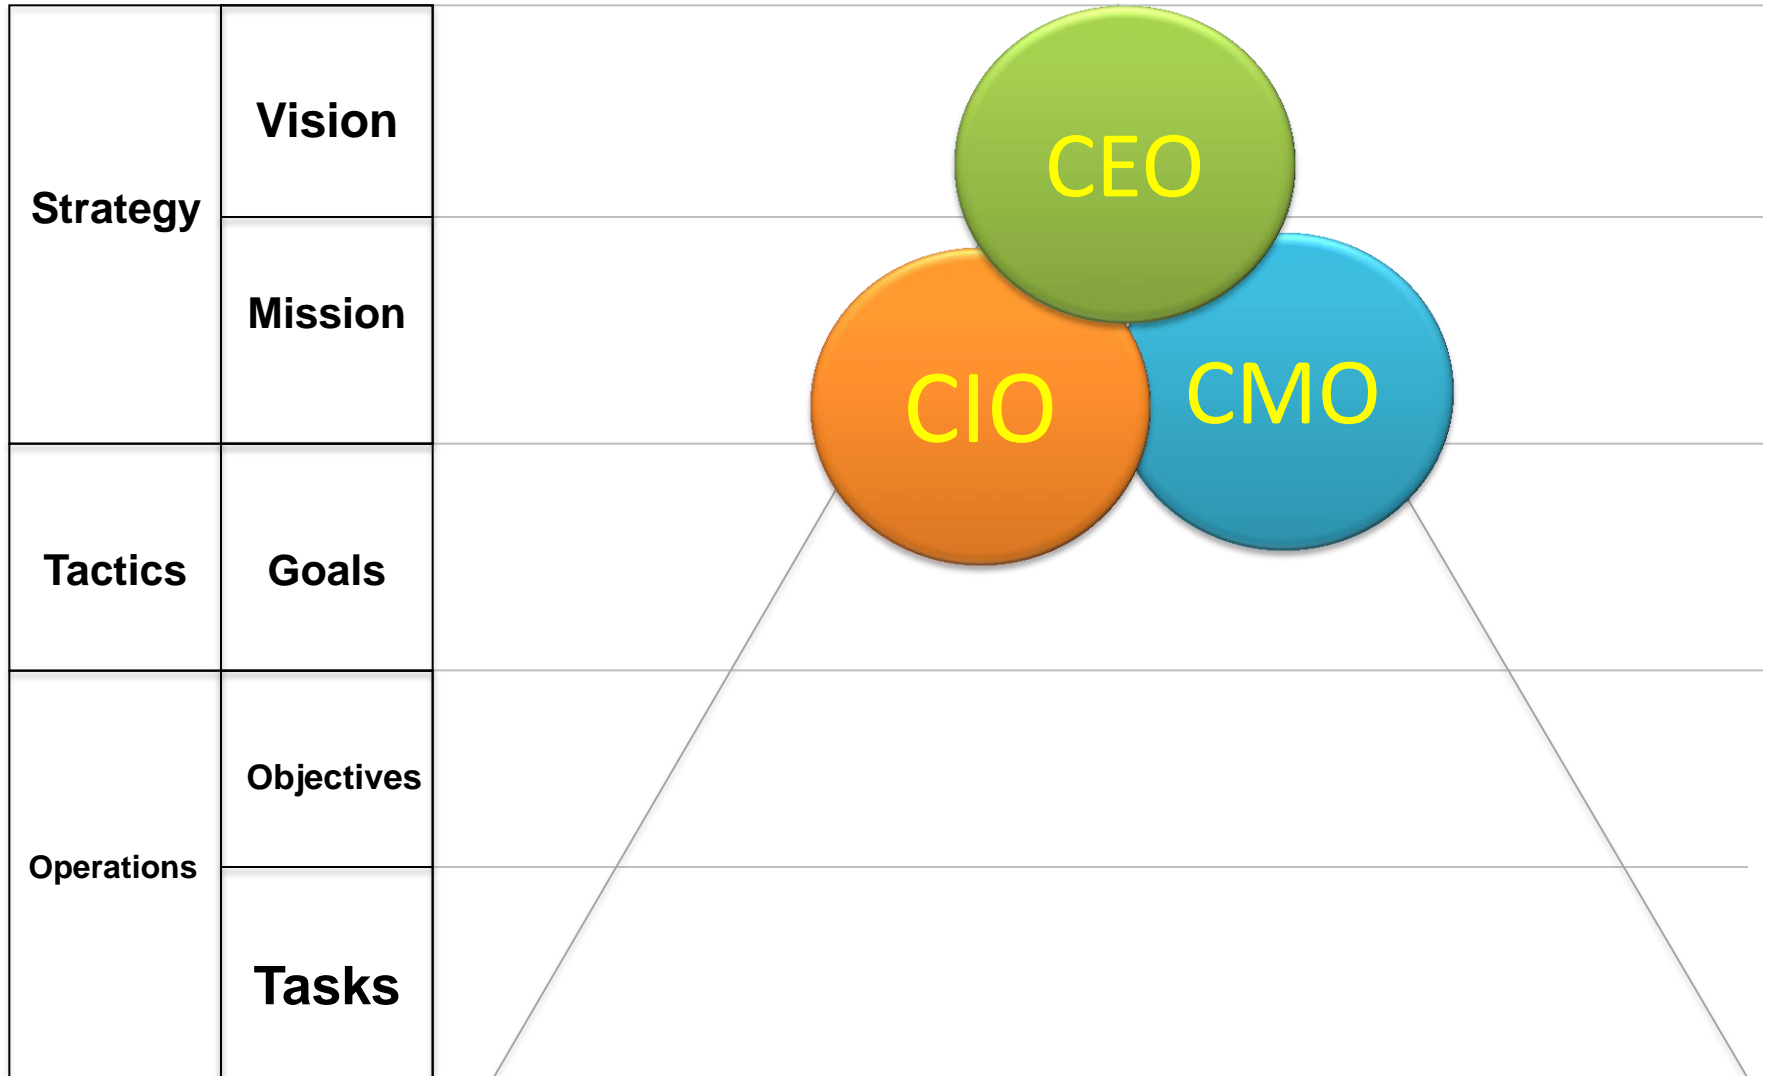 Strategy
Vision
Mission
Tactics
Goals
Operations
Objectives
Tasks
CEO
CIO
CMO